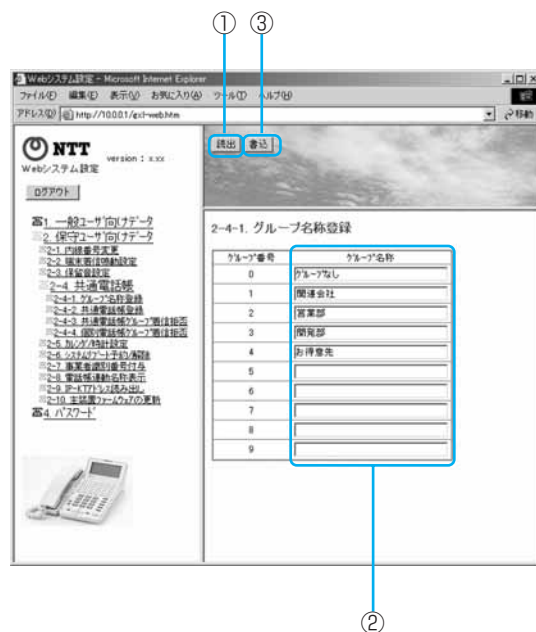 ① ③
Webシステム設定 - Microsoft Internet Explorer
ファイル(F) 編集(E) 表示(V) お気に入り(A) ツール(T) ヘルプ(H)
アドレス(D) http://10.0.0.1/gxl-web.htm 移動
NTT version : x.xx
Webシステム設定
ログアウト
読出 書込
1. 一般ユーザ向けデータ
2. 保守ユーザ向けデータ
2-1. 内線番号変更
2-2. 端末着信鳴動設定
2-3. 保留音設定
2-4. 共通電話帳
2-4-1. グループ名称登録
2-4-2. 共通電話帳登録
2-4-3. 共通電話帳グループ着信拒否
2-4-4. 個別電話帳グループ着信拒否
2-5. カレンダ/時計設定
2-6. システムリブート予約/解除
2-7. 事業者識別番号付与
2-8. 電話帳連動名称表示
2-9. IP-KTアドレス読み出し
2-10. 主装置ファームウェアの更新
4. パスワード
2-4-1. グループ名称登録
グループ番号 グループ名称
0 グループなし
1 関連会社
2 営業部
3 開発部
4 お得意先
5
6
7
8
9
②